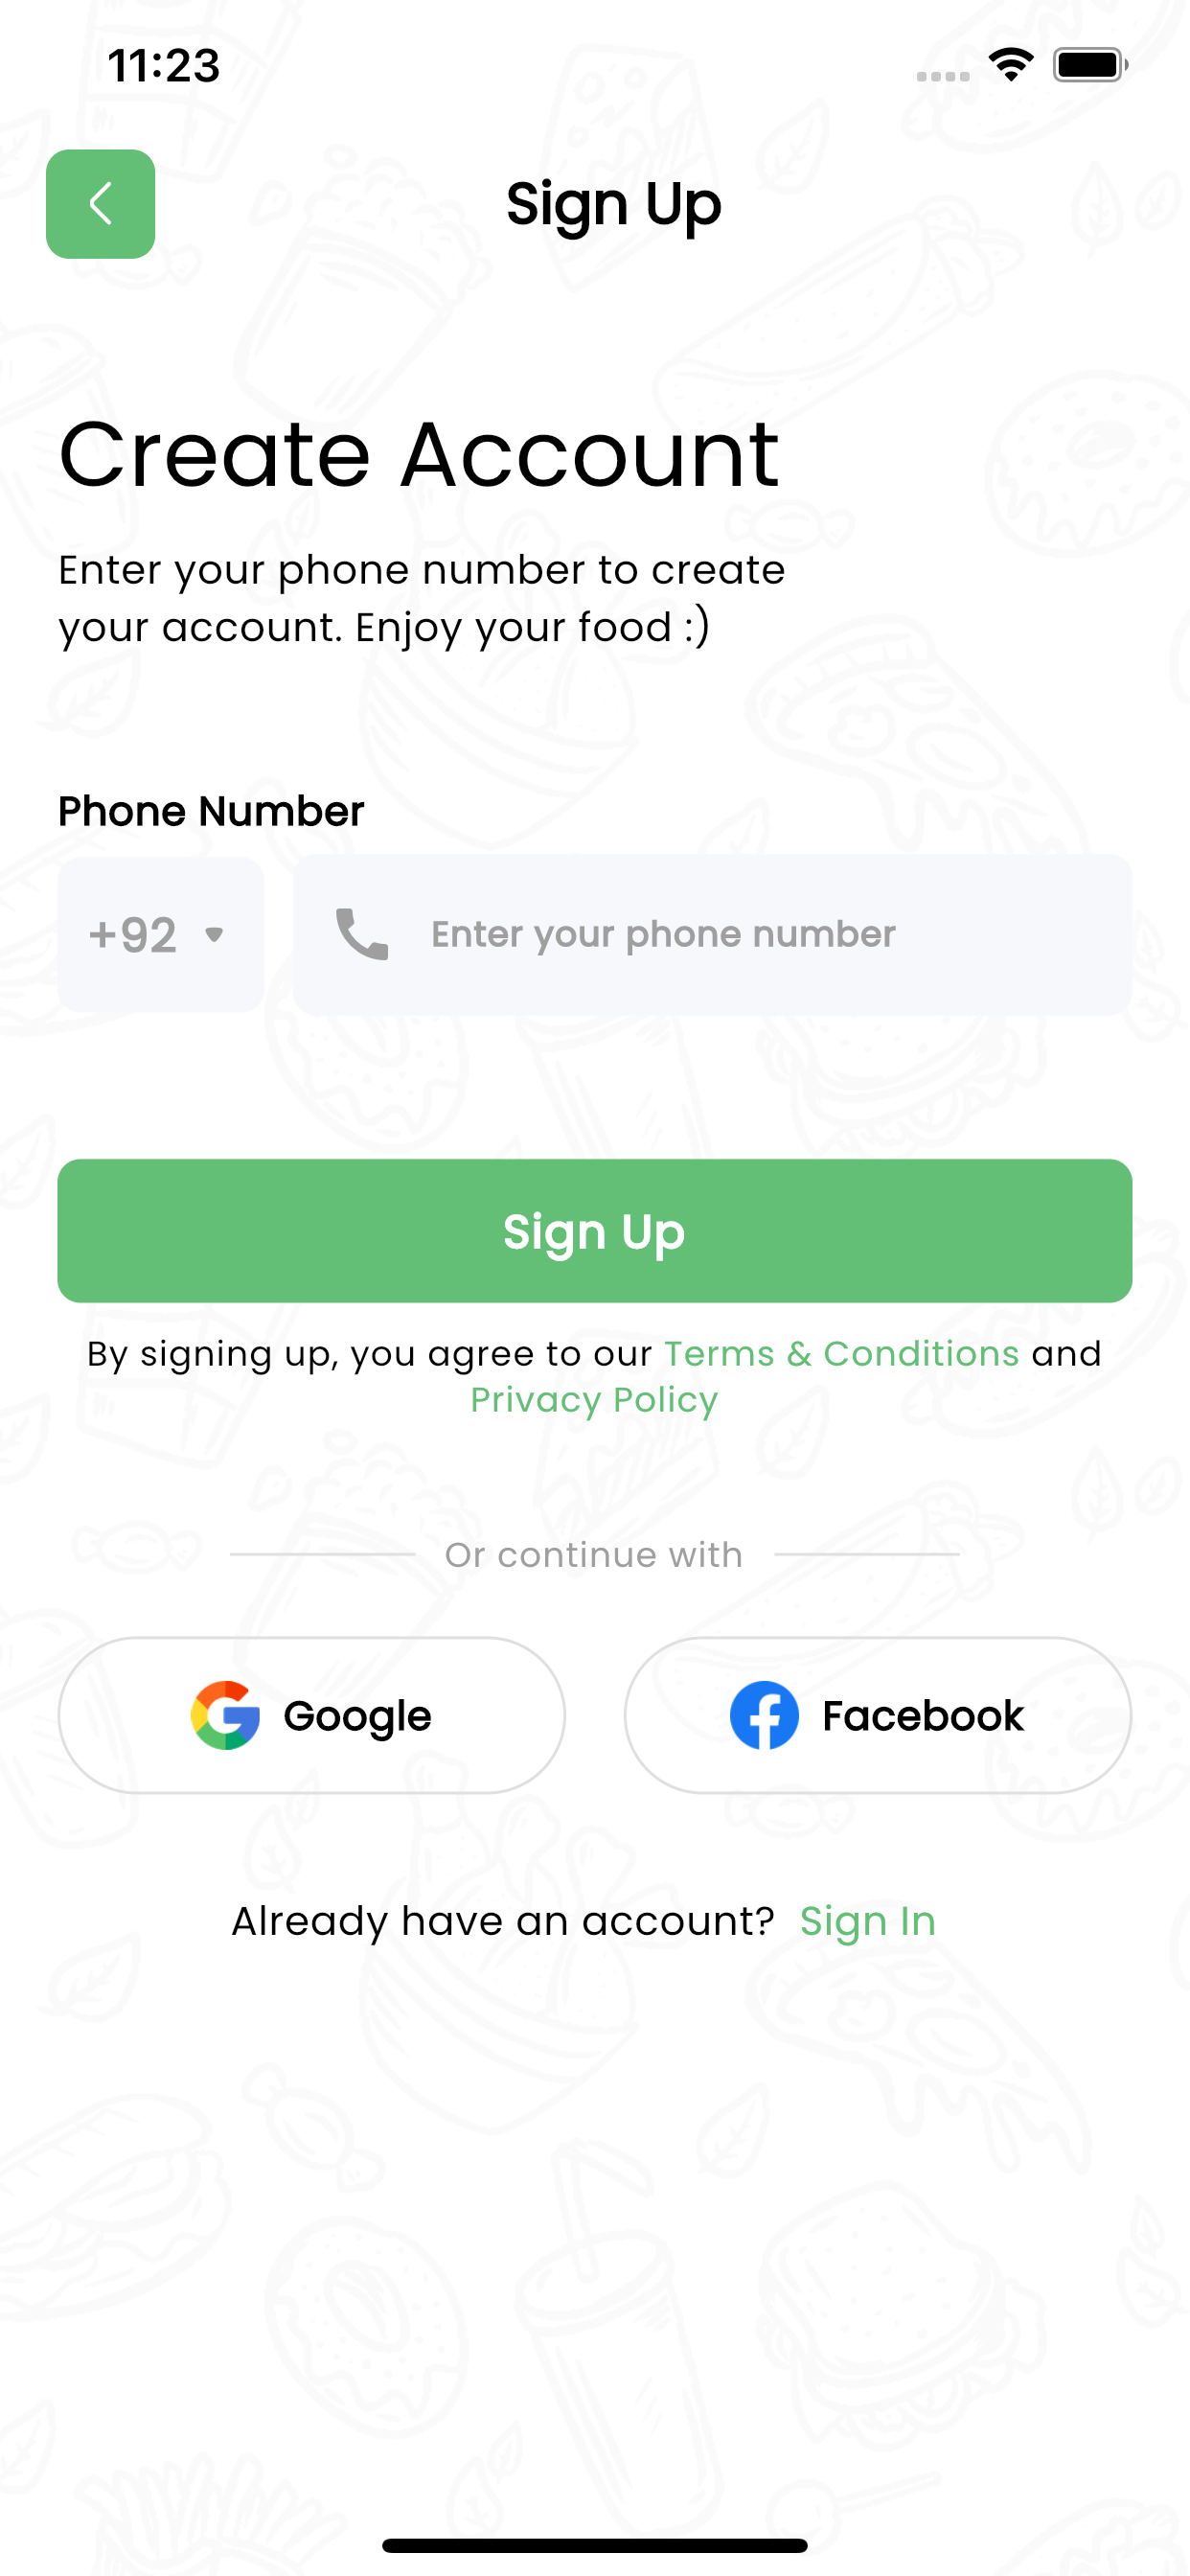 11:23
Sign Up
Create Account
Enter your phone number to create
your account. Enjoy your food :)
Phone Number
+92
Enter your phone number
Sign Up
By signing up, you agree to our Terms & Conditions and
Privacy Policy
Or continue with
Google
Facebook
Already have an account? Sign In